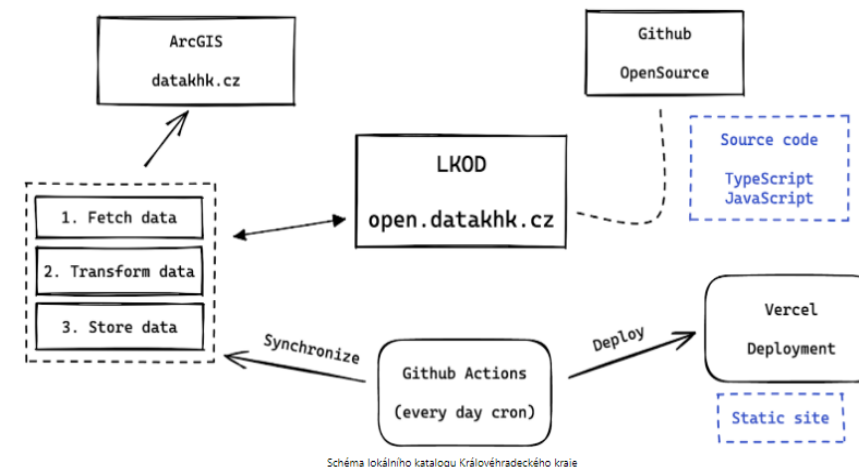 ArcGIS
datakhk.cz
Github
OpenSource
Source code
TypeScript
JavaScript
LKOD
open.datakhk.cz
1. Fetch data
2. Transform data
3. Store data
Synchronize
Github Actions
(every day cron)
Deploy
Vercel
Deployment
Static site
Schéma lokálního katalogu Královéhradeckého kraje